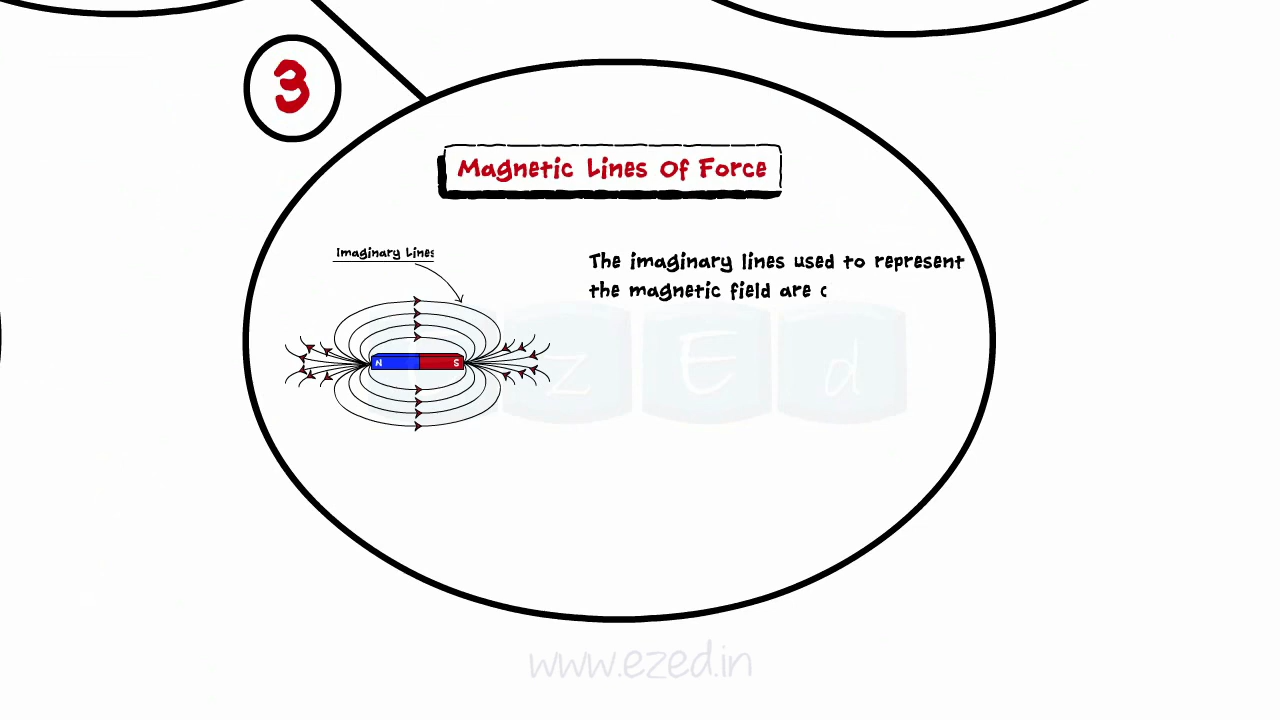 3
Magnetic Lines Of Force
Imaginary Lines
The imaginary lines used to represent
the magnetic field are c
N S
z E d
www.ezed.in